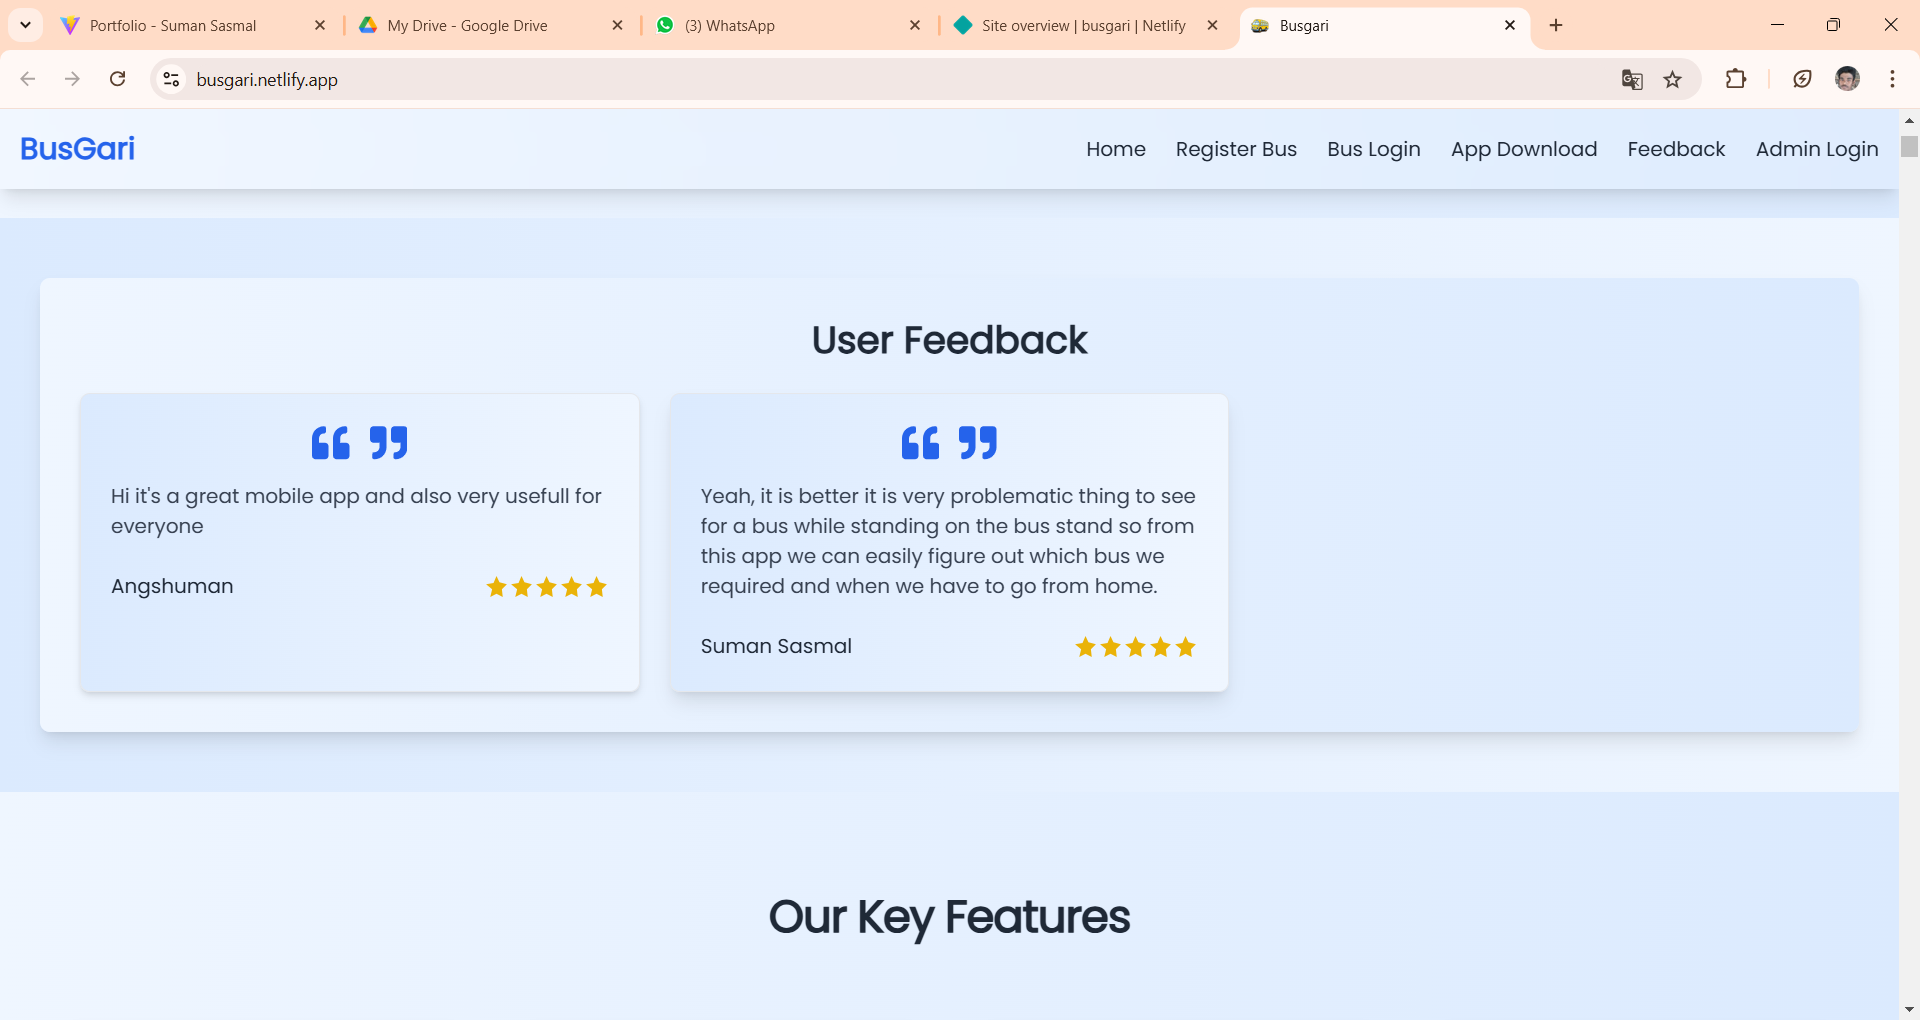 Portfolio - Suman Sasmal
My Drive - Google Drive
(3) WhatsApp
Site overview | busgari | Netlify
Busgari
busgari.netlify.app
BusGari
Home
Register Bus
Bus Login
App Download
Feedback
Admin Login
User Feedback
Hi it's a great mobile app and also very usefull for
everyone
Angshuman
Yeah, it is better it is very problematic thing to see
for a bus while standing on the bus stand so from
this app we can easily figure out which bus we
required and when we have to go from home.
Suman Sasmal
Our Key Features